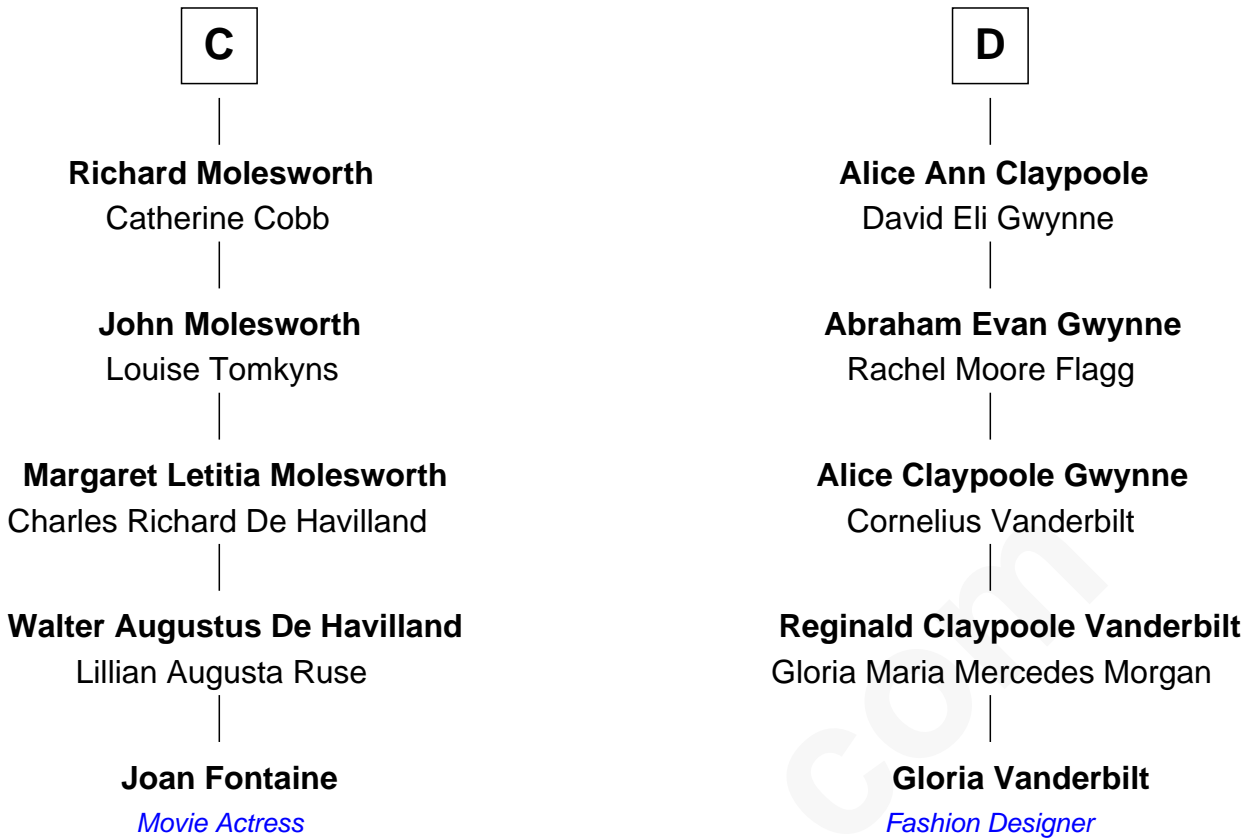 C
Richard Molesworth
Catherine Cobb
John Molesworth
Louise Tomkyns
Margaret Letitia Molesworth
Charles Richard De Havilland
Walter Augustus De Havilland
Lillian Augusta Ruse
Joan Fontaine
Movie Actress
D
Alice Ann Claypoole
David Eli Gwynne
Abraham Evan Gwynne
Rachel Moore Flagg
Alice Claypoole Gwynne
Cornelius Vanderbilt
Reginald Claypoole Vanderbilt
Gloria Maria Mercedes Morgan
Gloria Vanderbilt
Fashion Designer
com